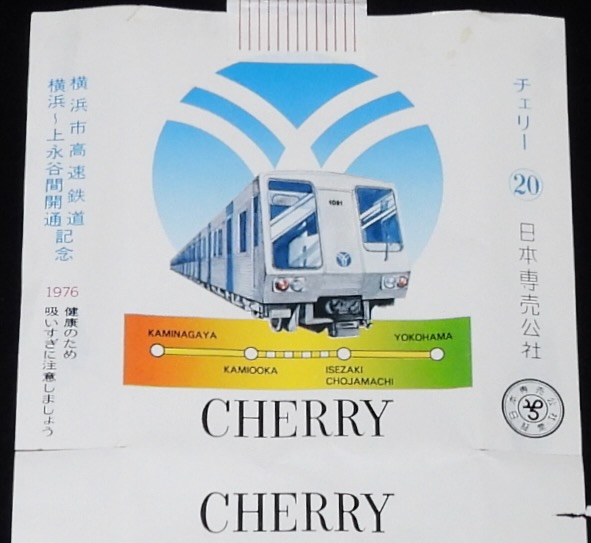 横浜市高速鉄道
横浜〜上永谷間開通記念
1976
健康のため
吸いすぎに注意しましょう
チェリー
20
日本専売公社
1091
KAMINAGAYA
YOKOHAMA
KAMIOOKA
ISEZAKI
CHOJAMACHI
CHERRY
CHERRY